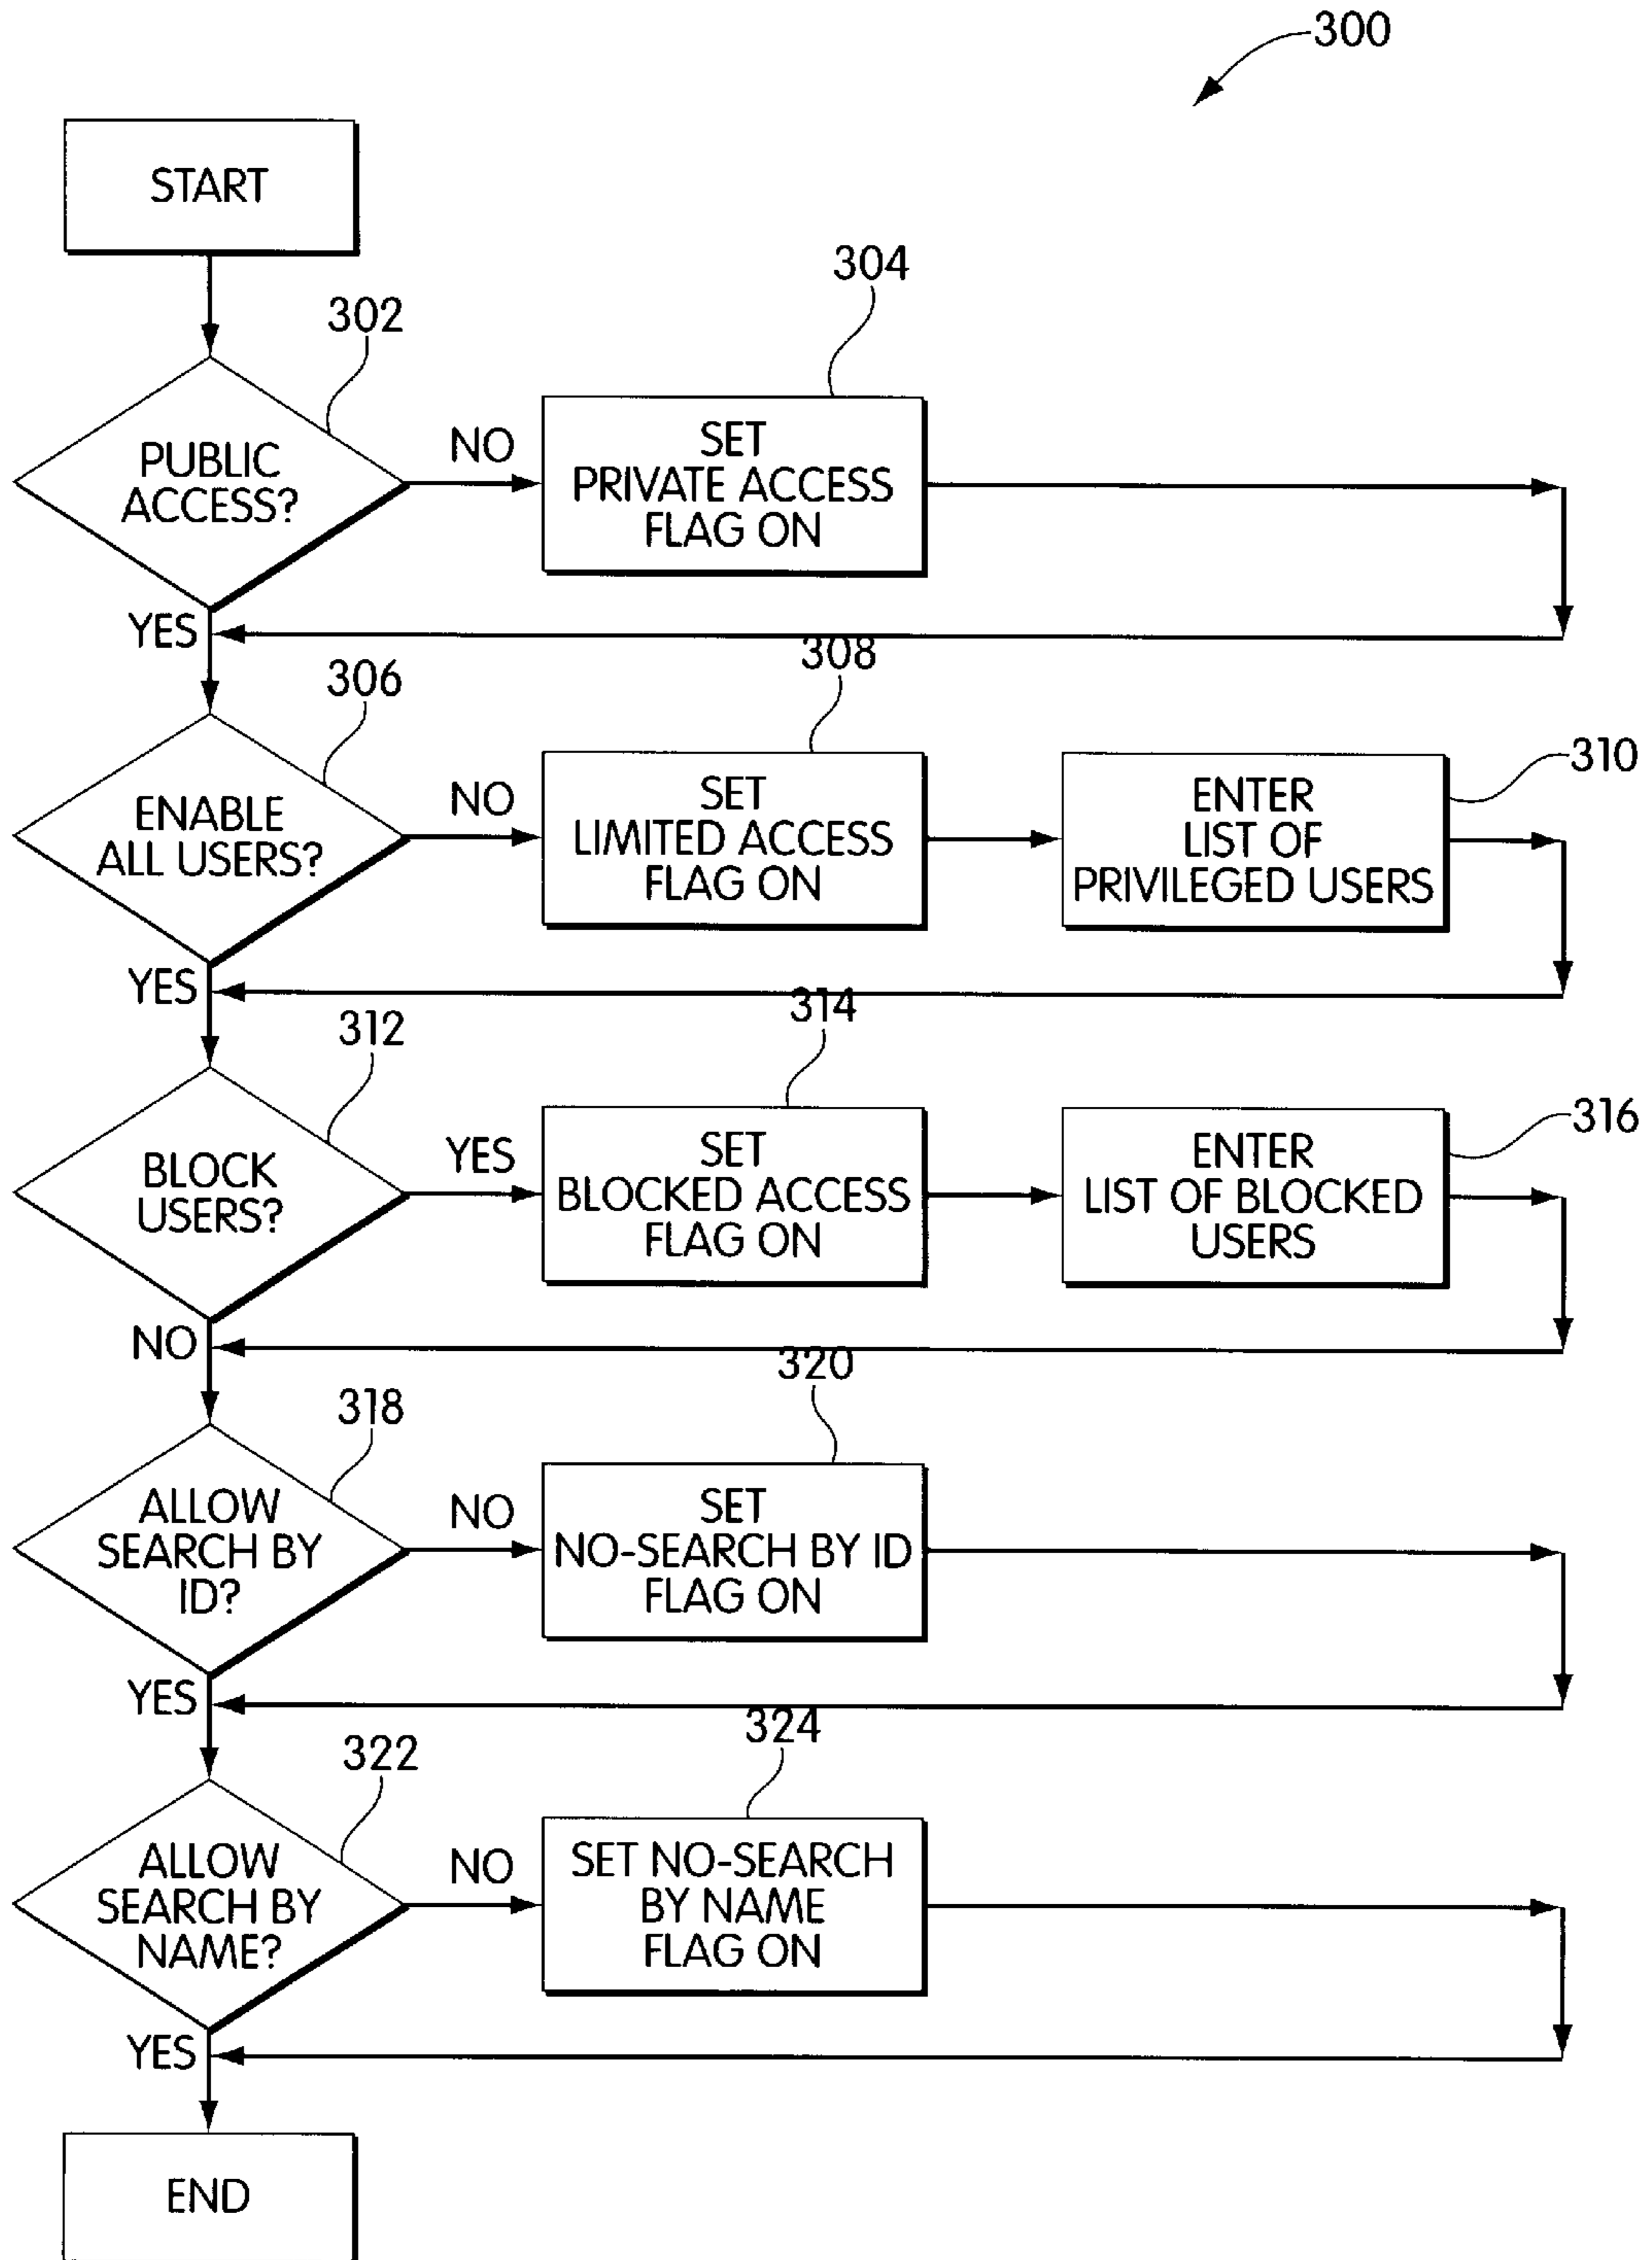 300
START
302
304
PUBLIC
ACCESS?
NO
SET
PRIVATE ACCESS
FLAG ON
YES
306
308
310
ENABLE
ALL USERS?
NO
SET
LIMITED ACCESS
FLAG ON
ENTER
LIST OF
PRIVILEGED USERS
YES
312
314
316
BLOCK
USERS?
YES
SET
BLOCKED ACCESS
FLAG ON
ENTER
LIST OF BLOCKED
USERS
NO
318
320
ALLOW
SEARCH BY
ID?
NO
SET
NO-SEARCH BY ID
FLAG ON
YES
322
324
ALLOW
SEARCH BY
NAME?
NO
SET NO-SEARCH
BY NAME
FLAG ON
YES
END